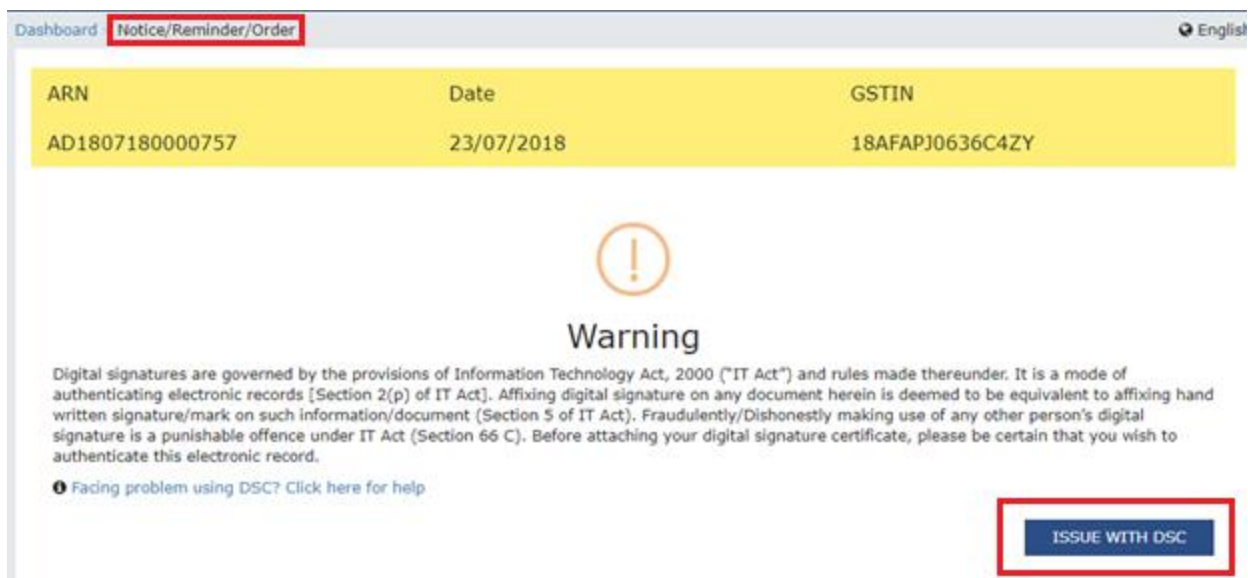 Dashboard Notice/Reminder/Order English
ARN Date GSTIN
AD1807180000757 23/07/2018 18AFAPJ0636C4ZY
Warning
Digital signatures are governed by the provisions of Information Technology Act, 2000 ("IT Act") and rules made thereunder. It is a mode of
authenticating electronic records [Section 2(p) of IT Act]. Affixing digital signature on any document herein is deemed to be equivalent to affixing hand
written signature/mark on such information/document (Section 5 of IT Act). Fraudulently/Dishonestly making use of any other person's digital
signature is a punishable offence under IT Act (Section 66 C). Before attaching your digital signature certificate, please be certain that you wish to
authenticate this electronic record.
Facing problem using DSC? Click here for help
ISSUE WITH DSC